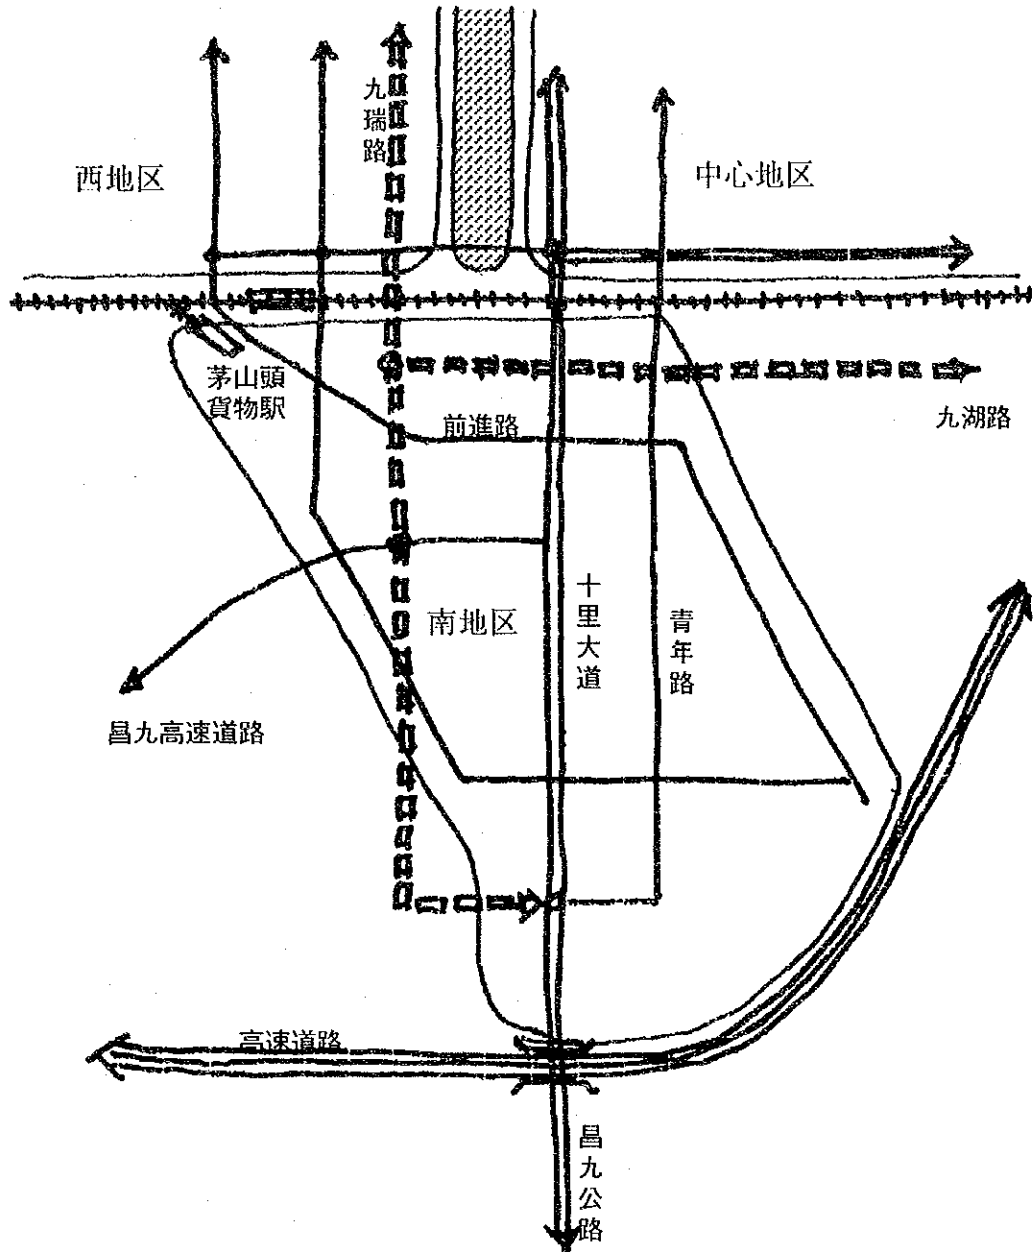 九瑞路
西地区
中心地区
茅山頭
貨物駅
前進路
九湖路
南地区
十里大道
青年路
昌九高速道路
高速道路
昌九公路